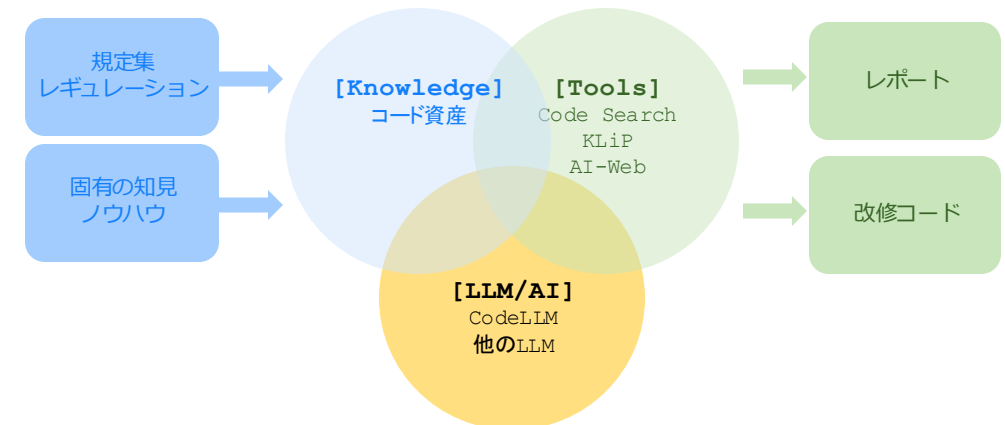 規定集
レギュレーション
固有の知見
ノウハウ
[Knowledge]
コード資産
[Tools]
Code Search
KLiP
AI-Web
[LLM/AI]
CodeLLM
他のLLM
レポート
改修コード